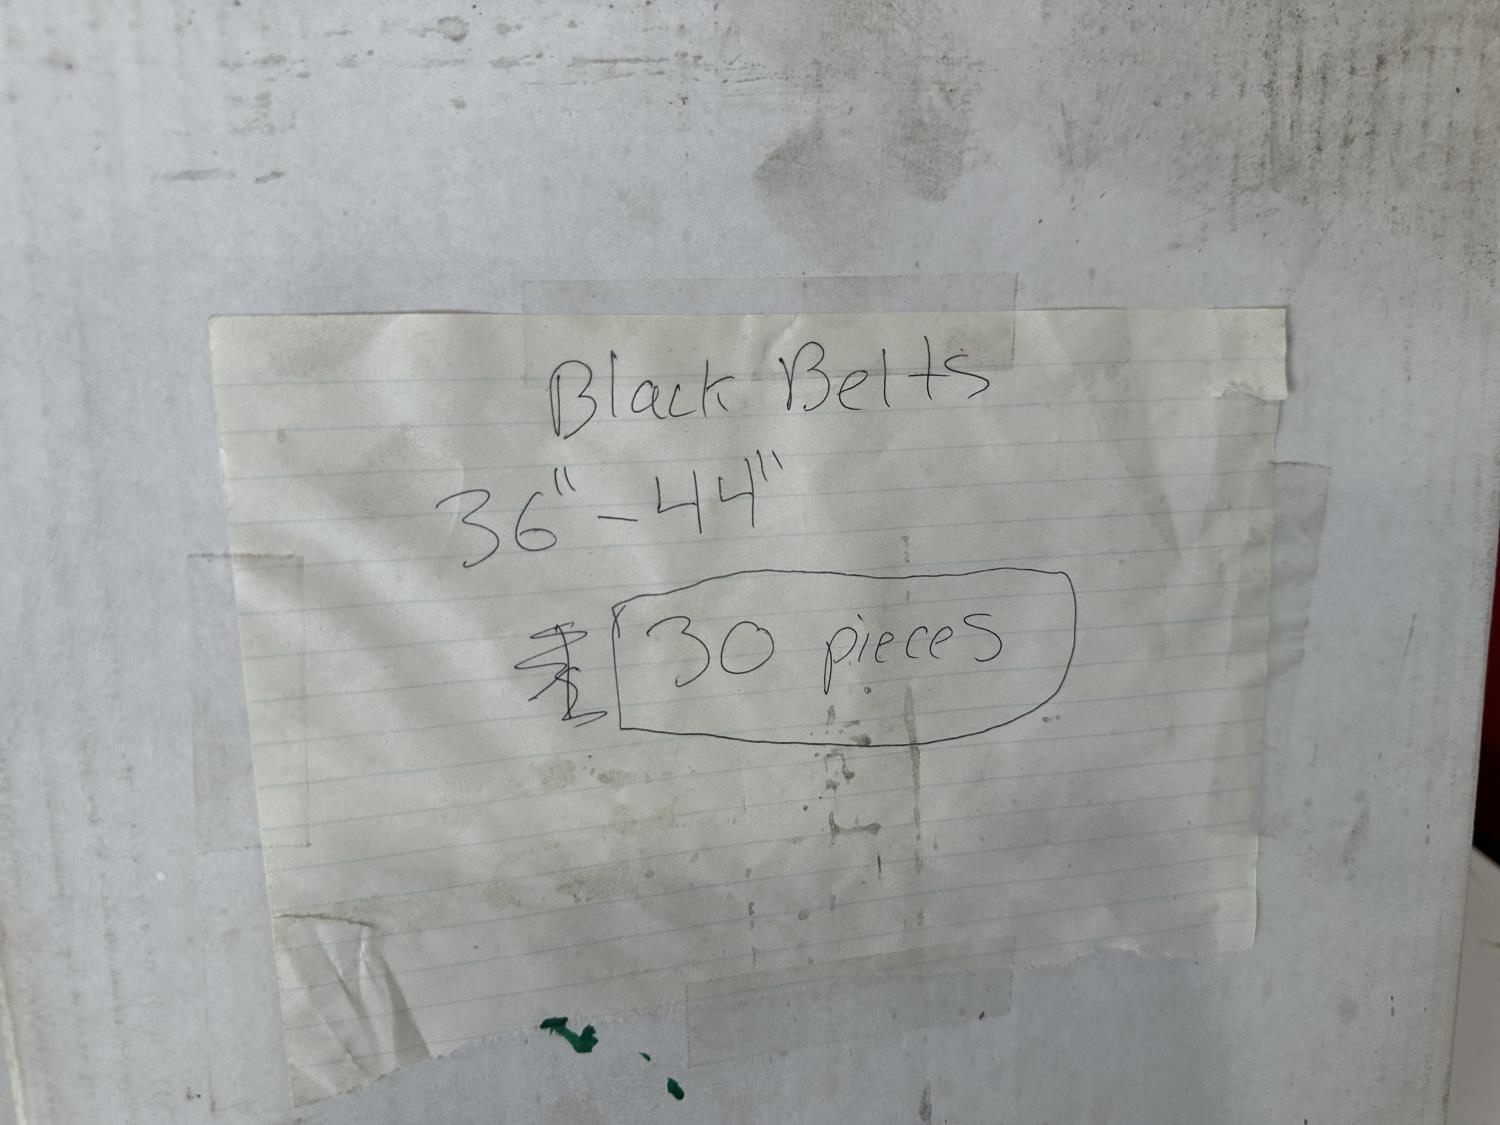 Black Belts
36" - 44"
30 pieces